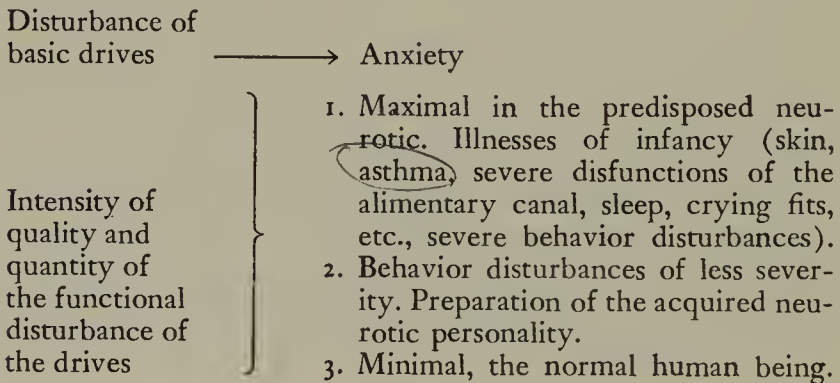 Disturbance of
basic drives ⟶ Anxiety
1. Maximal in the predisposed neu-
rotic. Illnesses of infancy (skin,
asthma, severe disfunctions of the
alimentary canal, sleep, crying fits,
etc., severe behavior disturbances).
2. Behavior disturbances of less sever-
ity. Preparation of the acquired neu-
rotic personality.
3. Minimal, the normal human being.
Intensity of
quality and
quantity of
the functional
disturbance of
the drives